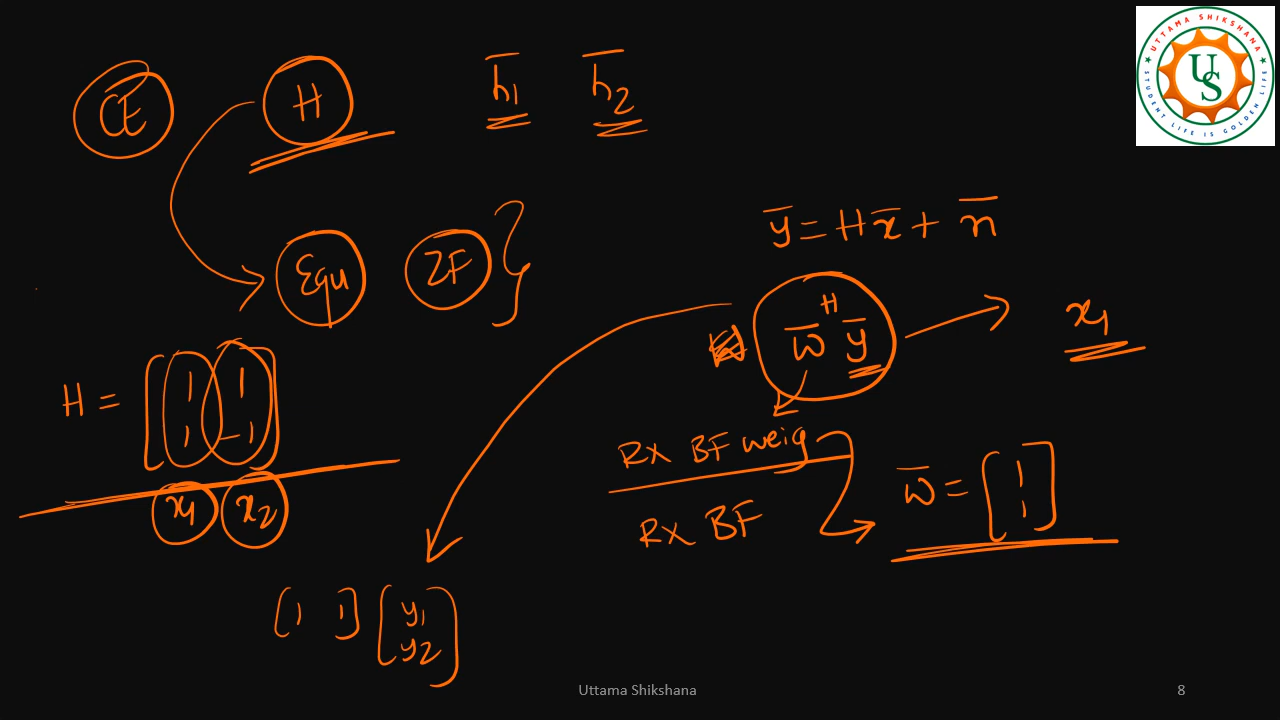 CE H h̅1 h̅2
Equ ZF }
y̅ = Hx̅ + n̅
w̅^H y̅ → x1
H = [1 1
1 -1]
x1 x2
RX BF weig
RX BF
w̅ = [1
1]
[1 1] [y1
y2]
UTTAMA SHIKSHANA
US
STUDENT LIFE IS GOLDEN LIFE
Uttama Shikshana
8